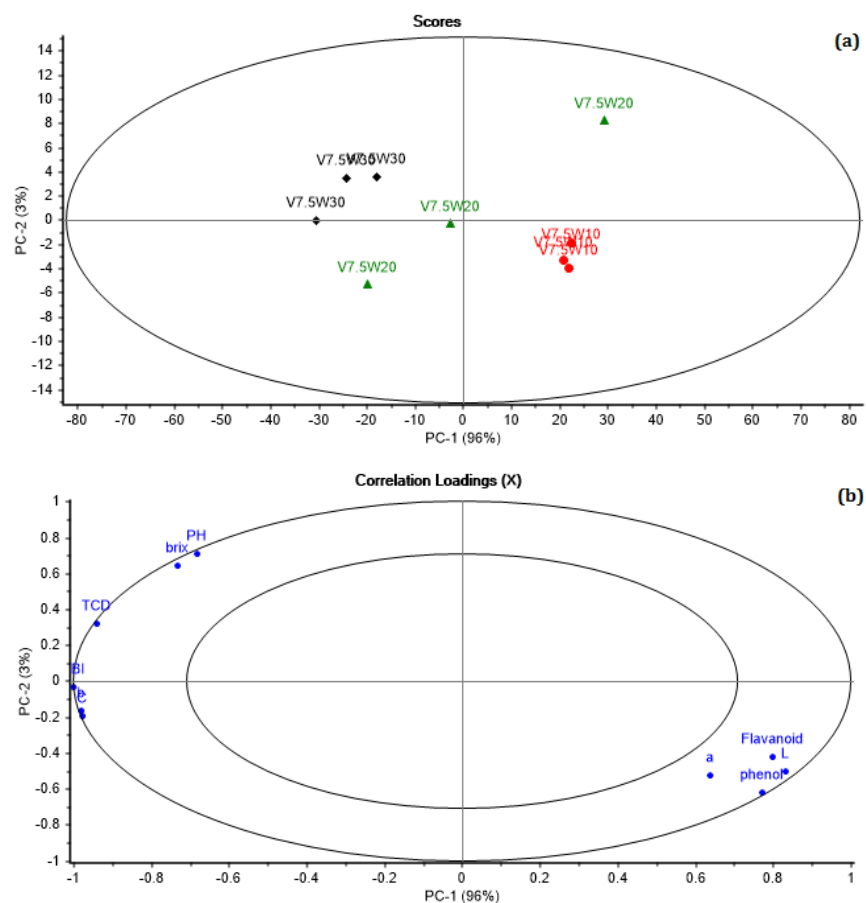 Scores
(a)
PC-2 (3%)
14
12
10
8
6
4
2
0
-2
-4
-6
-8
-10
-12
-14
V7.5W20
V7.5W30
V7.5W30
V7.5W30
V7.5W20
V7.5W10
V7.5W10
V7.5W10
V7.5W20
-80 -70 -60 -50 -40 -30 -20 -10 0 10 20 30 40 50 60 70 80
PC-1 (96%)
Correlation Loadings (X)
(b)
PC-2 (3%)
1
0.8
0.6
0.4
0.2
0
-0.2
-0.4
-0.6
-0.8
-1
PH
brix
TCD
BI
C
Flavanoid
a
L
phenol
-1 -0.8 -0.6 -0.4 -0.2 0 0.2 0.4 0.6 0.8 1
PC-1 (96%)